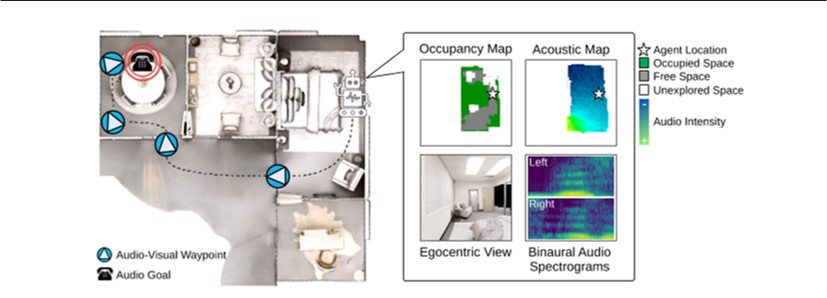 Occupancy Map
Acoustic Map
Agent Location
Occupied Space
Free Space
Unexplored Space
Audio Intensity
-
+
Left
Right
Egocentric View
Binaural Audio
Spectrograms
Audio-Visual Waypoint
Audio Goal